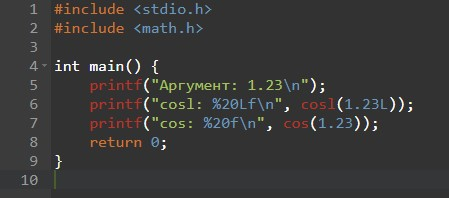 1 #include <stdio.h>
2 #include <math.h>
3
4 int main() {
5     printf("Аргумент: 1.23\n");
6     printf("cosl: %20Lf\n", cosl(1.23L));
7     printf("cos: %20f\n", cos(1.23));
8     return 0;
9 }
10